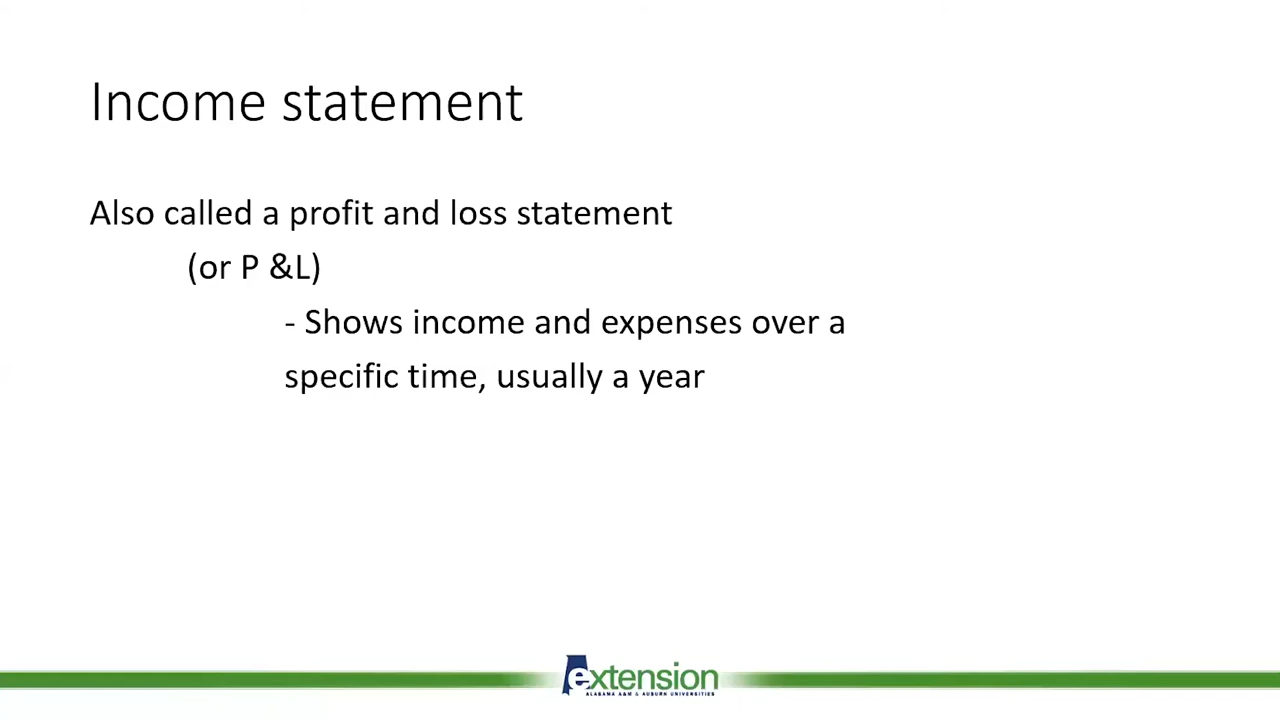 Income statement
Also called a profit and loss statement
(or P &L)
- Shows income and expenses over a
specific time, usually a year
extension
ALABAMA A&M & AUBURN UNIVERSITIES